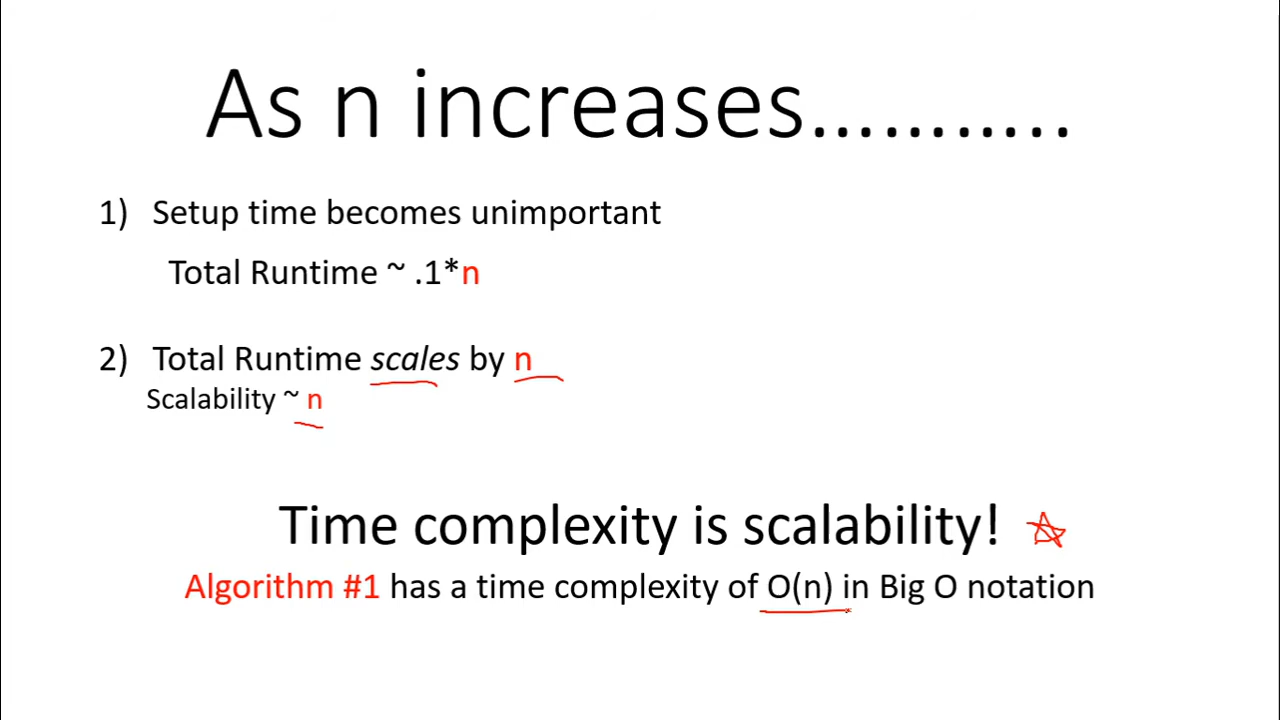 As n increases………..
1) Setup time becomes unimportant
Total Runtime ~ .1*n
2) Total Runtime scales by n
Scalability ~ n
Time complexity is scalability!
Algorithm #1 has a time complexity of O(n) in Big O notation